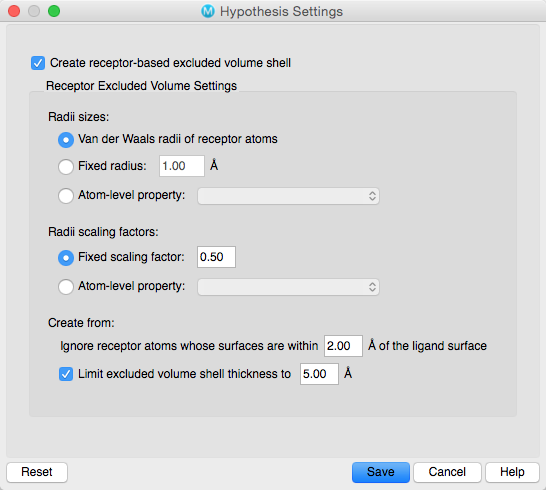 M Hypothesis Settings
Create receptor-based excluded volume shell
Receptor Excluded Volume Settings
Radii sizes:
Van der Waals radii of receptor atoms
Fixed radius: 1.00 Å
Atom-level property:
Radii scaling factors:
Fixed scaling factor: 0.50
Atom-level property:
Create from:
Ignore receptor atoms whose surfaces are within 2.00 Å of the ligand surface
Limit excluded volume shell thickness to 5.00 Å
Reset Save Cancel Help